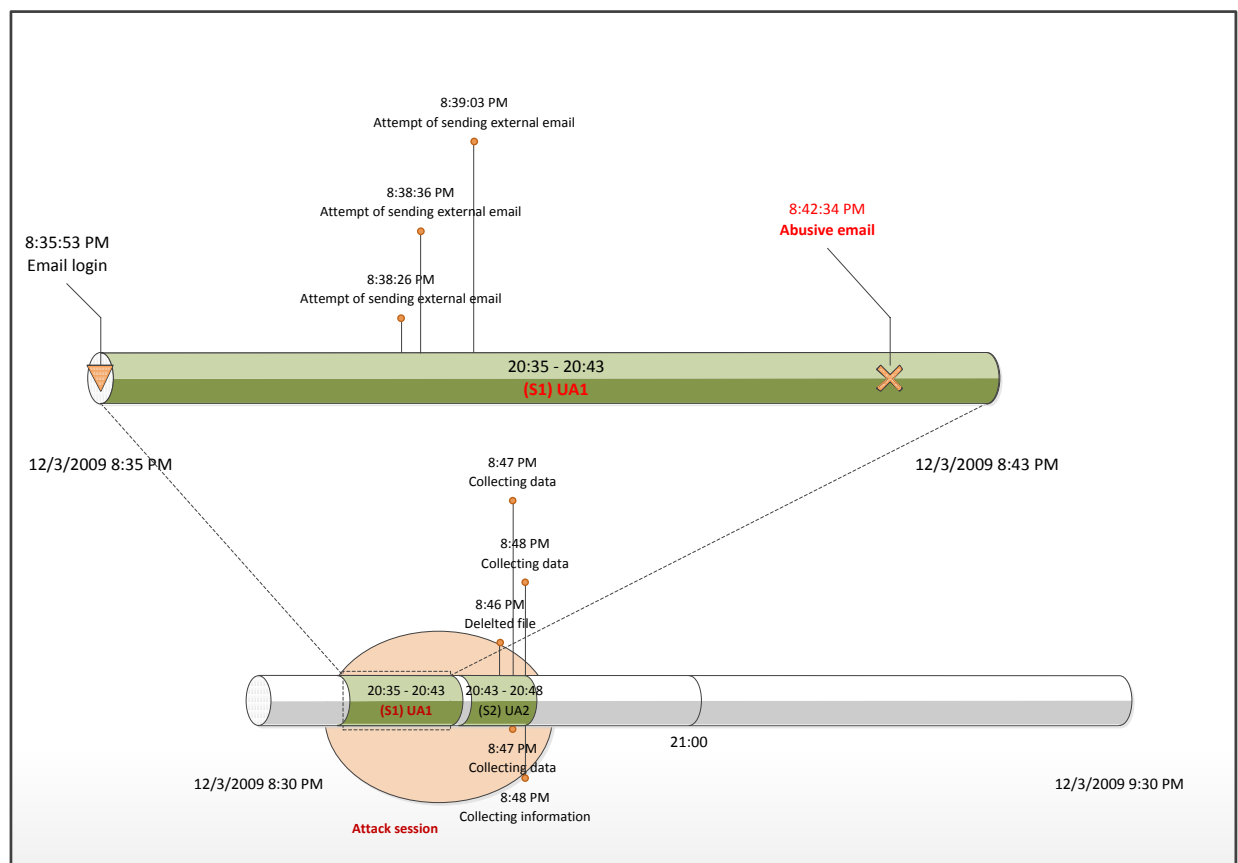 8:39:03 PM
Attempt of sending external email
8:38:36 PM
Attempt of sending external email
8:42:34 PM
Abusive email
8:35:53 PM
Email login
8:38:26 PM
Attempt of sending external email
20:35 - 20:43
(S1) UA1
12/3/2009 8:35 PM
12/3/2009 8:43 PM
8:47 PM
Collecting data
8:48 PM
Collecting data
8:46 PM
Delelted file
20:35 - 20:43
(S1) UA1
20:43 - 20:48
(S2) UA2
21:00
8:47 PM
Collecting data
12/3/2009 8:30 PM
12/3/2009 9:30 PM
8:48 PM
Collecting information
Attack session